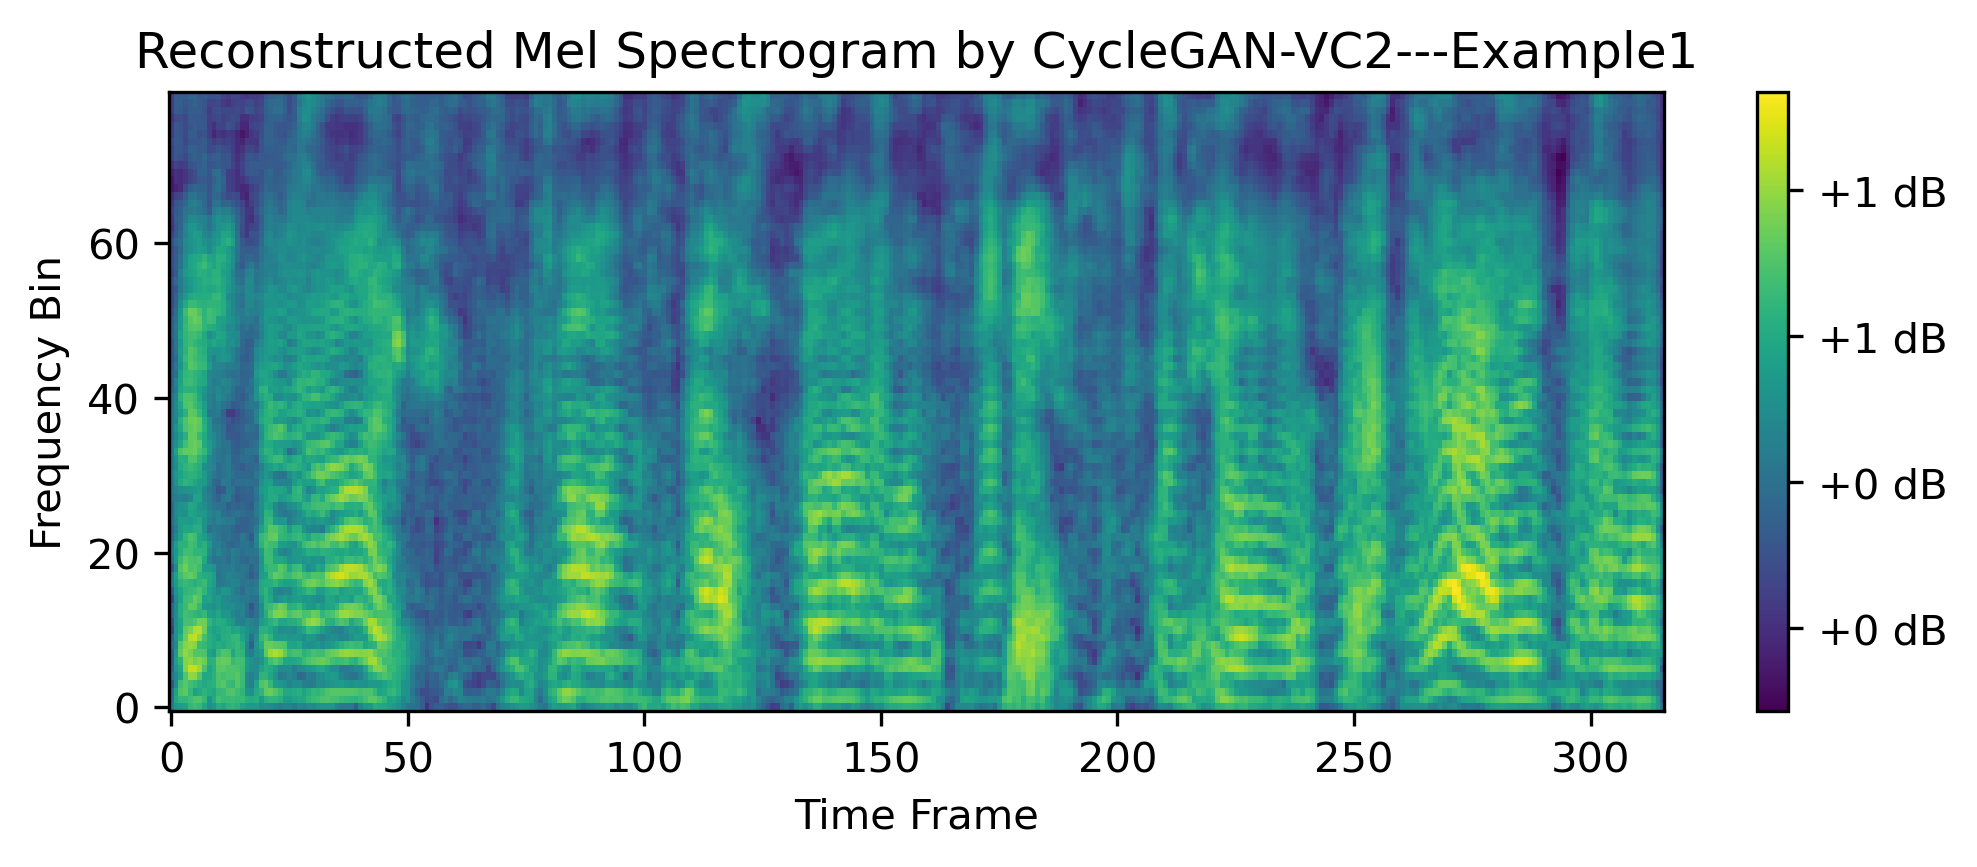 Reconstructed Mel Spectrogram by CycleGAN-VC2---Example1
Frequency Bin
60
40
20
0
0 50 100 150 200 250 300
Time Frame
+1 dB
+1 dB
+0 dB
+0 dB